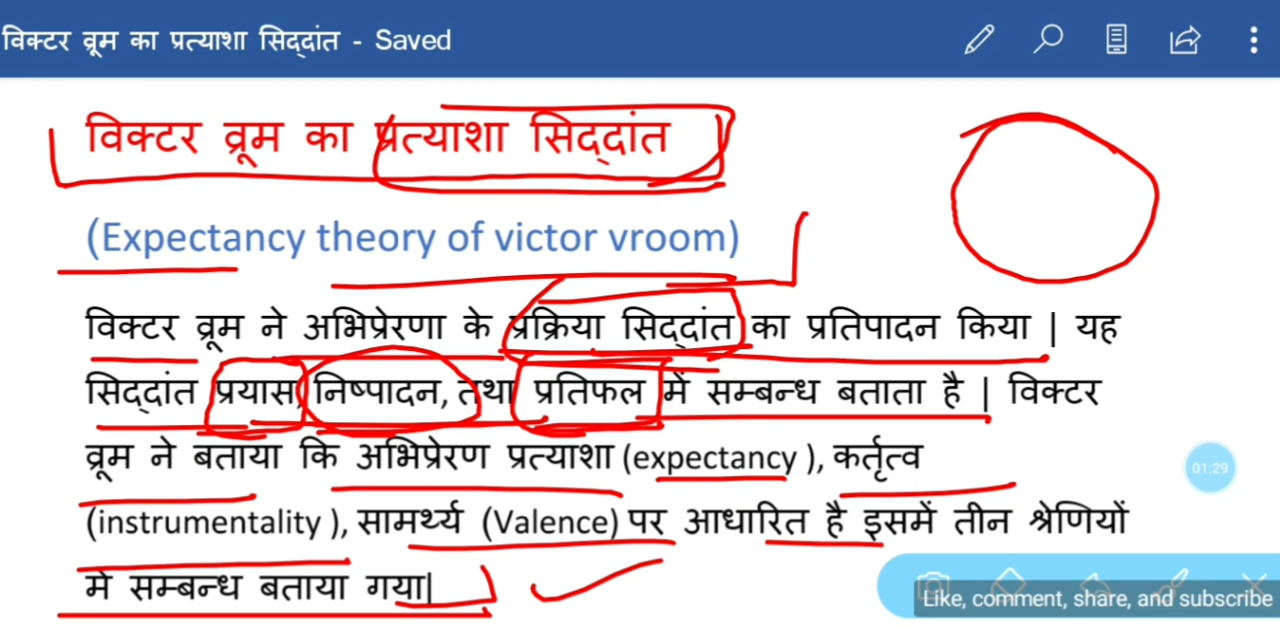 विक्टर व्रूम का प्रत्याशा सिद्दांत - Saved
विक्टर व्रूम का प्रत्याशा सिद्दांत
(Expectancy theory of victor vroom)
विक्टर व्रूम ने अभिप्रेरणा के प्रक्रिया सिद्दांत का प्रतिपादन किया | यह
सिद्दांत प्रयास, निष्पादन, तथा प्रतिफल में सम्बन्ध बताता है | विक्टर
व्रूम ने बताया कि अभिप्रेरण प्रत्याशा (expectancy ), कर्तृत्व
(instrumentality ), सामर्थ्य (Valence) पर आधारित है इसमें तीन श्रेणियों
में सम्बन्ध बताया गया|
01:29
Like, comment, share, and subscribe